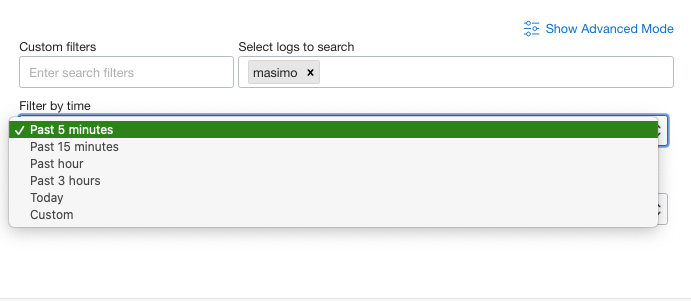 Show Advanced Mode
Custom filters
Select logs to search
Enter search filters
masimo ×
Filter by time
✓ Past 5 minutes
Past 15 minutes
Past hour
Past 3 hours
Today
Custom